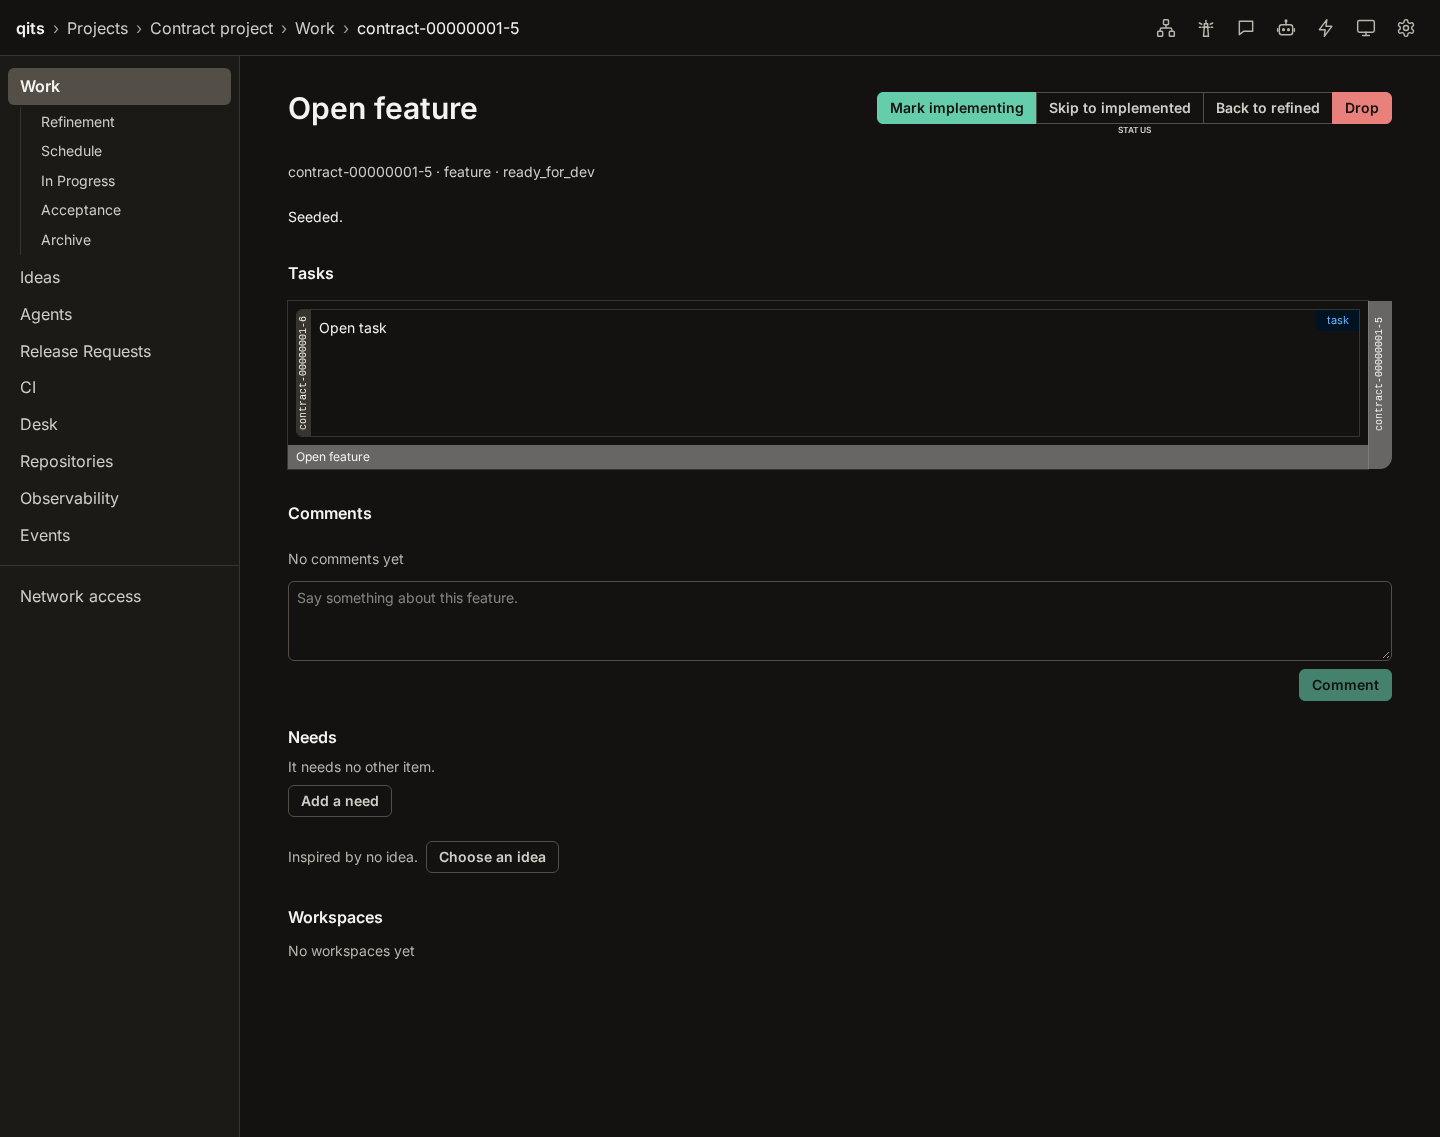 qits › Projects › Contract project › Work › contract-00000001-5
Work
Refinement
Schedule
In Progress
Acceptance
Archive
Ideas
Agents
Release Requests
CI
Desk
Repositories
Observability
Events
Network access
Open feature
Mark implementing
Skip to implemented
Back to refined
Drop
STATUS
contract-00000001-5 · feature · ready_for_dev
Seeded.
Tasks
contract-00000001-6
Open task
task
contract-00000001-5
Open feature
Comments
No comments yet
Say something about this feature.
Comment
Needs
It needs no other item.
Add a need
Inspired by no idea.
Choose an idea
Workspaces
No workspaces yet